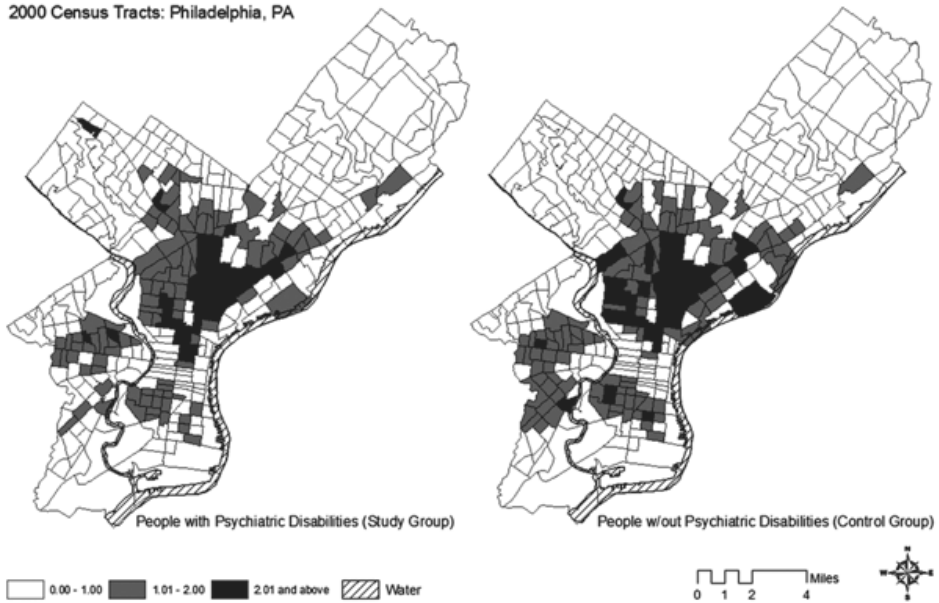 2000 Census Tracts: Philadelphia, PA
People with Psychiatric Disabilities (Study Group)
People w/out Psychiatric Disabilities (Control Group)
0.00 - 1.00
1.01 - 2.00
2.01 and above
Water
Miles
0 1 2 4
N
W E
S